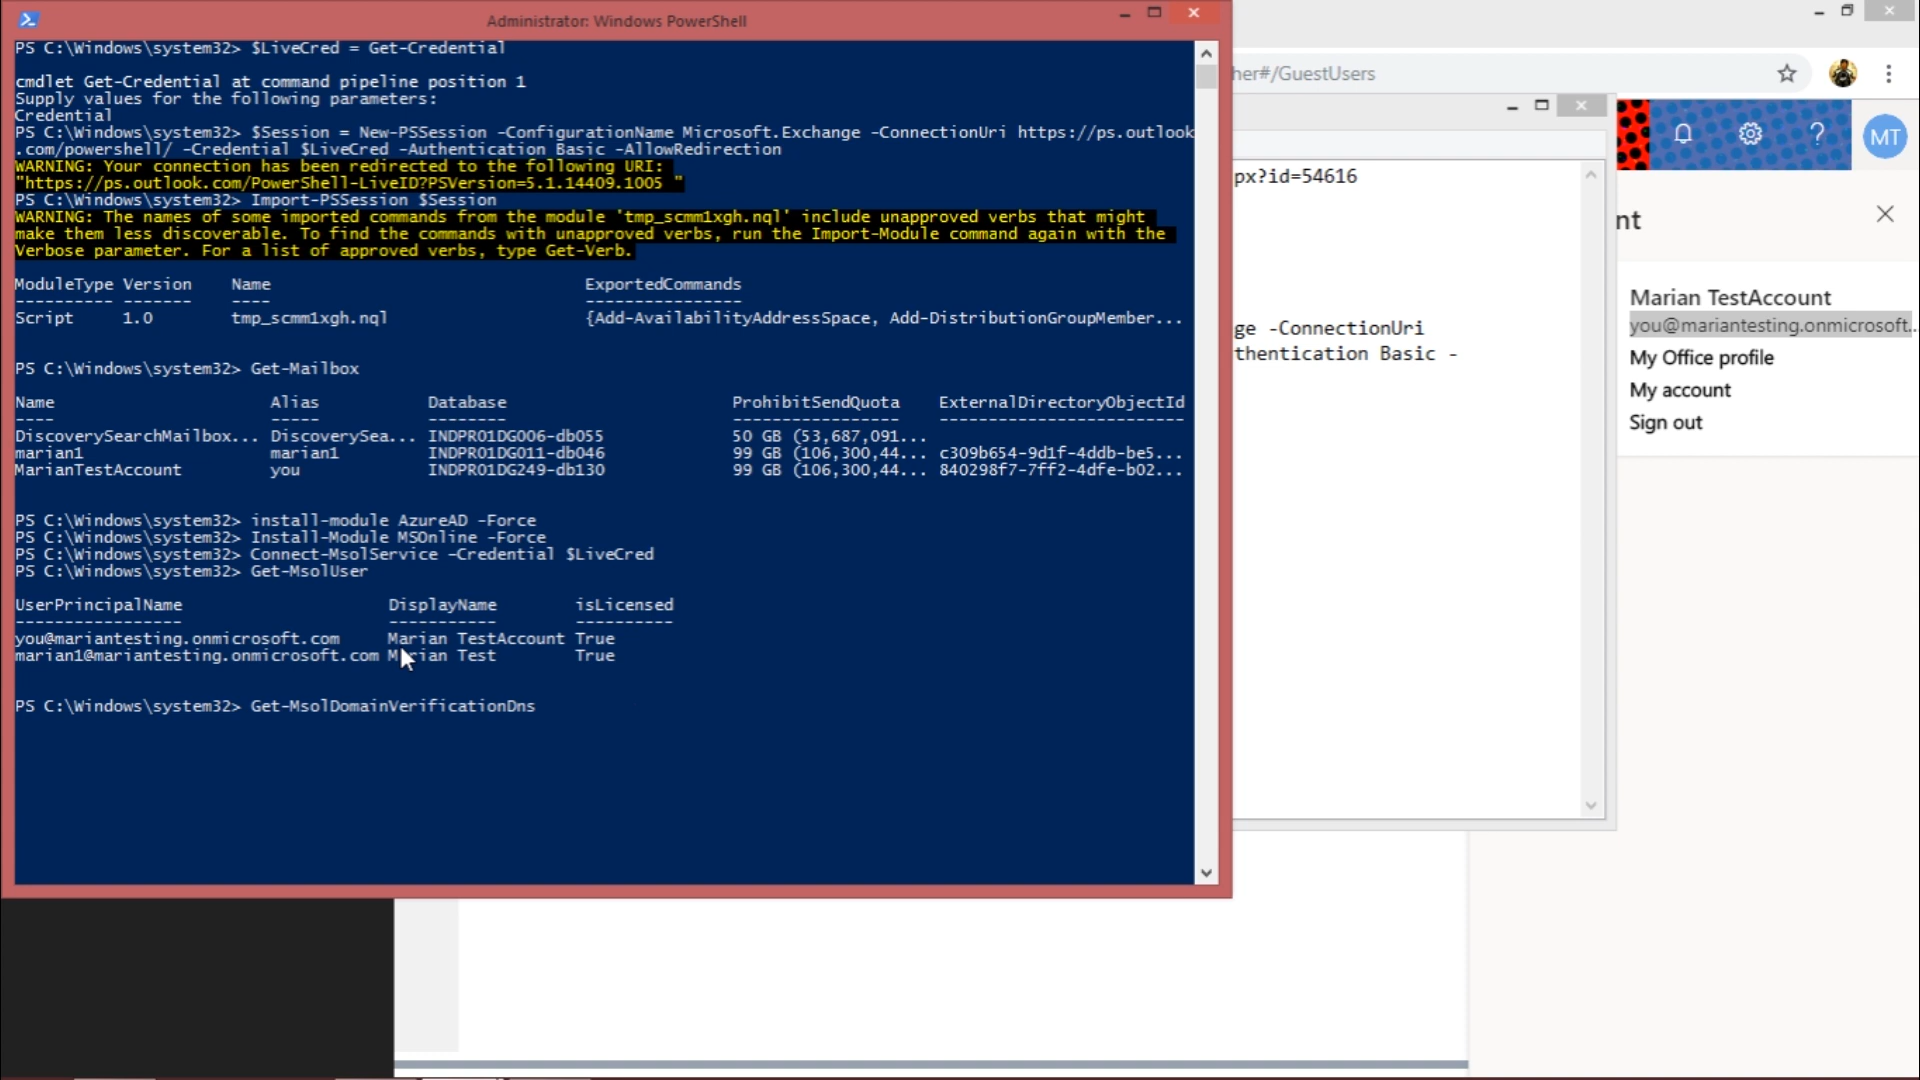 Administrator: Windows PowerShell
PS C:\Windows\system32> $LiveCred = Get-Credential
cmdlet Get-Credential at command pipeline position 1
Supply values for the following parameters:
Credential
PS C:\Windows\system32> $Session = New-PSSession -ConfigurationName Microsoft.Exchange -ConnectionUri https://ps.outlook
.com/powershell/ -Credential $LiveCred -Authentication Basic -AllowRedirection
WARNING: Your connection has been redirected to the following URI:
"https://ps.outlook.com/PowerShell-LiveID?PSVersion=5.1.14409.1005 "
PS C:\Windows\system32> Import-PSSession $Session
WARNING: The names of some imported commands from the module 'tmp_scmm1xgh.nql' include unapproved verbs that might
make them less discoverable. To find the commands with unapproved verbs, run the Import-Module command again with the
Verbose parameter. For a list of approved verbs, type Get-Verb.
ModuleType Version    Name                                ExportedCommands
---------- -------    ----                                ----------------
Script     1.0        tmp_scmm1xgh.nql                    {Add-AvailabilityAddressSpace, Add-DistributionGroupMember...
PS C:\Windows\system32> Get-Mailbox
Name                      Alias           Database                       ProhibitSendQuota    ExternalDirectoryObjectId
----                      -----           --------                       -----------------    -------------------------
DiscoverySearchMailbox... DiscoverySea... INDPR01DG006-db055             50 GB (53,687,091...
marian1                   marian1         INDPR01DG011-db046             99 GB (106,300,44... c309b654-9d1f-4ddb-be5...
MarianTestAccount         you             INDPR01DG249-db130             99 GB (106,300,44... 840298f7-7ff2-4dfe-b02...
PS C:\Windows\system32> install-module AzureAD -Force
PS C:\Windows\system32> Install-Module MSOnline -Force
PS C:\Windows\system32> Connect-MsolService -Credential $LiveCred
PS C:\Windows\system32> Get-MsolUser
UserPrincipalName                     DisplayName        isLicensed
-----------------                     -----------        ----------
you@mariantesting.onmicrosoft.com     Marian TestAccount True
marian1@mariantesting.onmicrosoft.com Marian Test        True
PS C:\Windows\system32> Get-MsolDomainVerificationDns
her#/GuestUsers
MT
px?id=54616
ge -ConnectionUri
thentication Basic -
nt
Marian TestAccount
you@mariantesting.onmicrosoft...
My Office profile
My account
Sign out